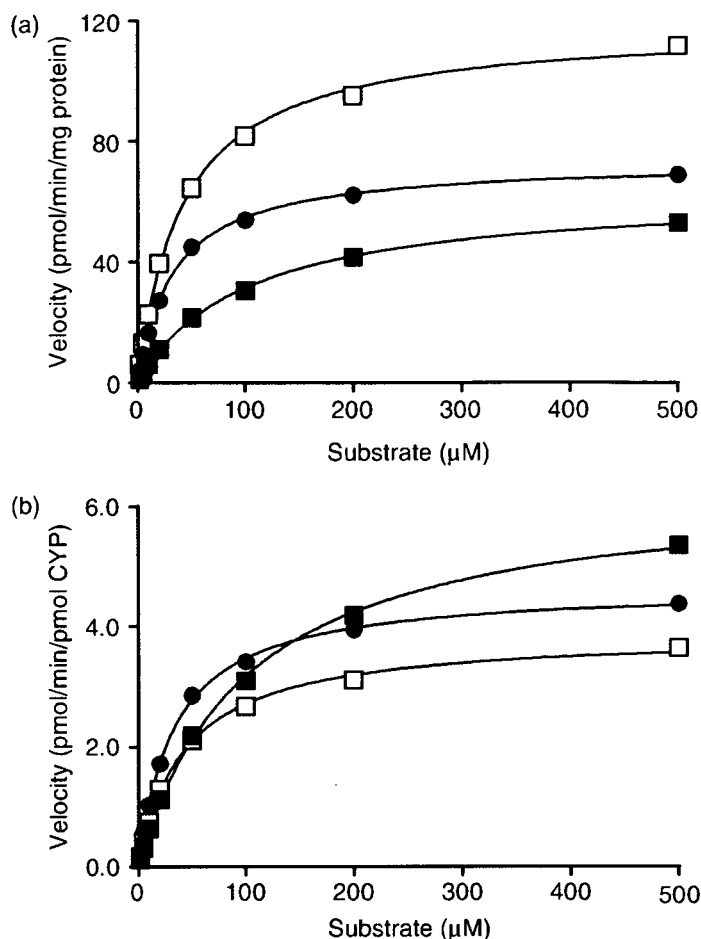 (a)
120
80
40
0
Velocity (pmol/min/mg protein)
0 100 200 300 400 500
Substrate (μM)
(b)
6.0
4.0
2.0
0.0
Velocity (pmol/min/pmol CYP)
0 100 200 300 400 500
Substrate (μM)